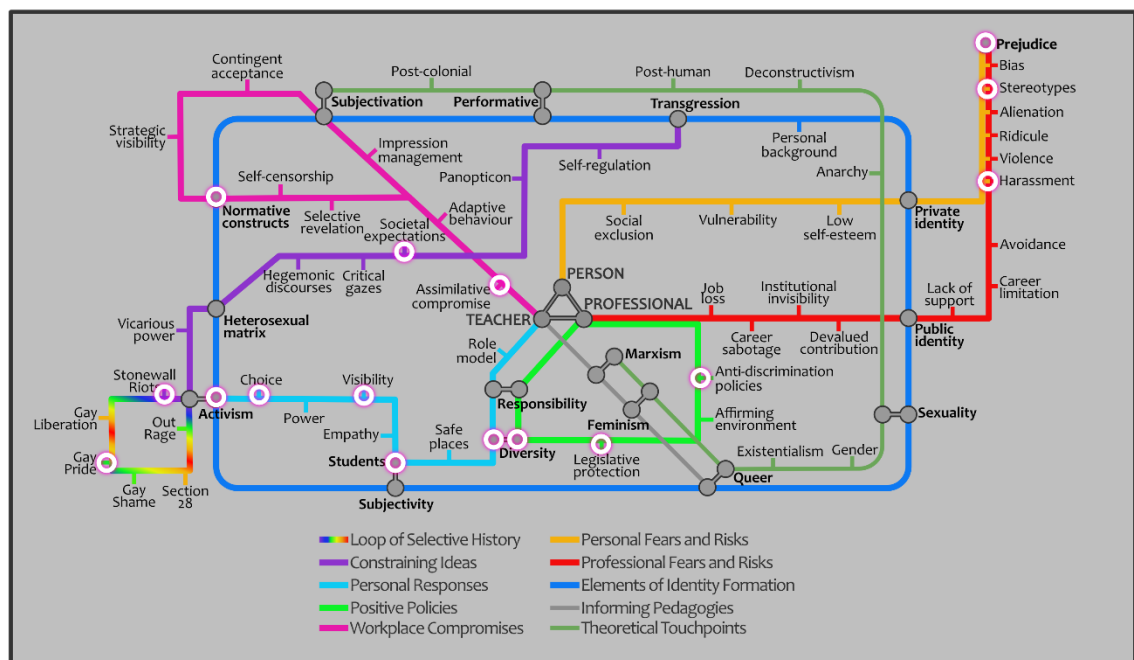 Contingent
acceptance
Post-colonial
Post-human
Deconstructivism
Prejudice
Bias
Stereotypes
Alienation
Ridicule
Violence
Harassment
Subjectivation
Performative
Transgression
Strategic
visibility
Impression
management
Personal
background
Self-censorship
Panopticon
Self-regulation
Anarchy
Normative
constructs
Selective
revelation
Societal
expectations
Adaptive
behaviour
Social
exclusion
Vulnerability
Low
self-esteem
Private
identity
Avoidance
Hegemonic
discourses
Critical
gazes
Assimilative
compromise
PERSON
PROFESSIONAL
TEACHER
Job
loss
Institutional
invisibility
Lack of
support
Career
limitation
Vicarious
power
Heterosexual
matrix
Role
model
Marxism
Career
sabotage
Devalued
contribution
Public
identity
Stonewall
Riots
Choice
Visibility
Anti-discrimination
policies
Gay
Liberation
Out
Rage
Activism
Power
Responsibility
Feminism
Affirming
environment
Sexuality
Empathy
Safe
places
Gay
Pride
Students
Diversity
Legislative
protection
Existentialism
Gender
Gay
Shame
Section
28
Subjectivity
Queer
Loop of Selective History
Constraining Ideas
Personal Responses
Positive Policies
Workplace Compromises
Personal Fears and Risks
Professional Fears and Risks
Elements of Identity Formation
Informing Pedagogies
Theoretical Touchpoints